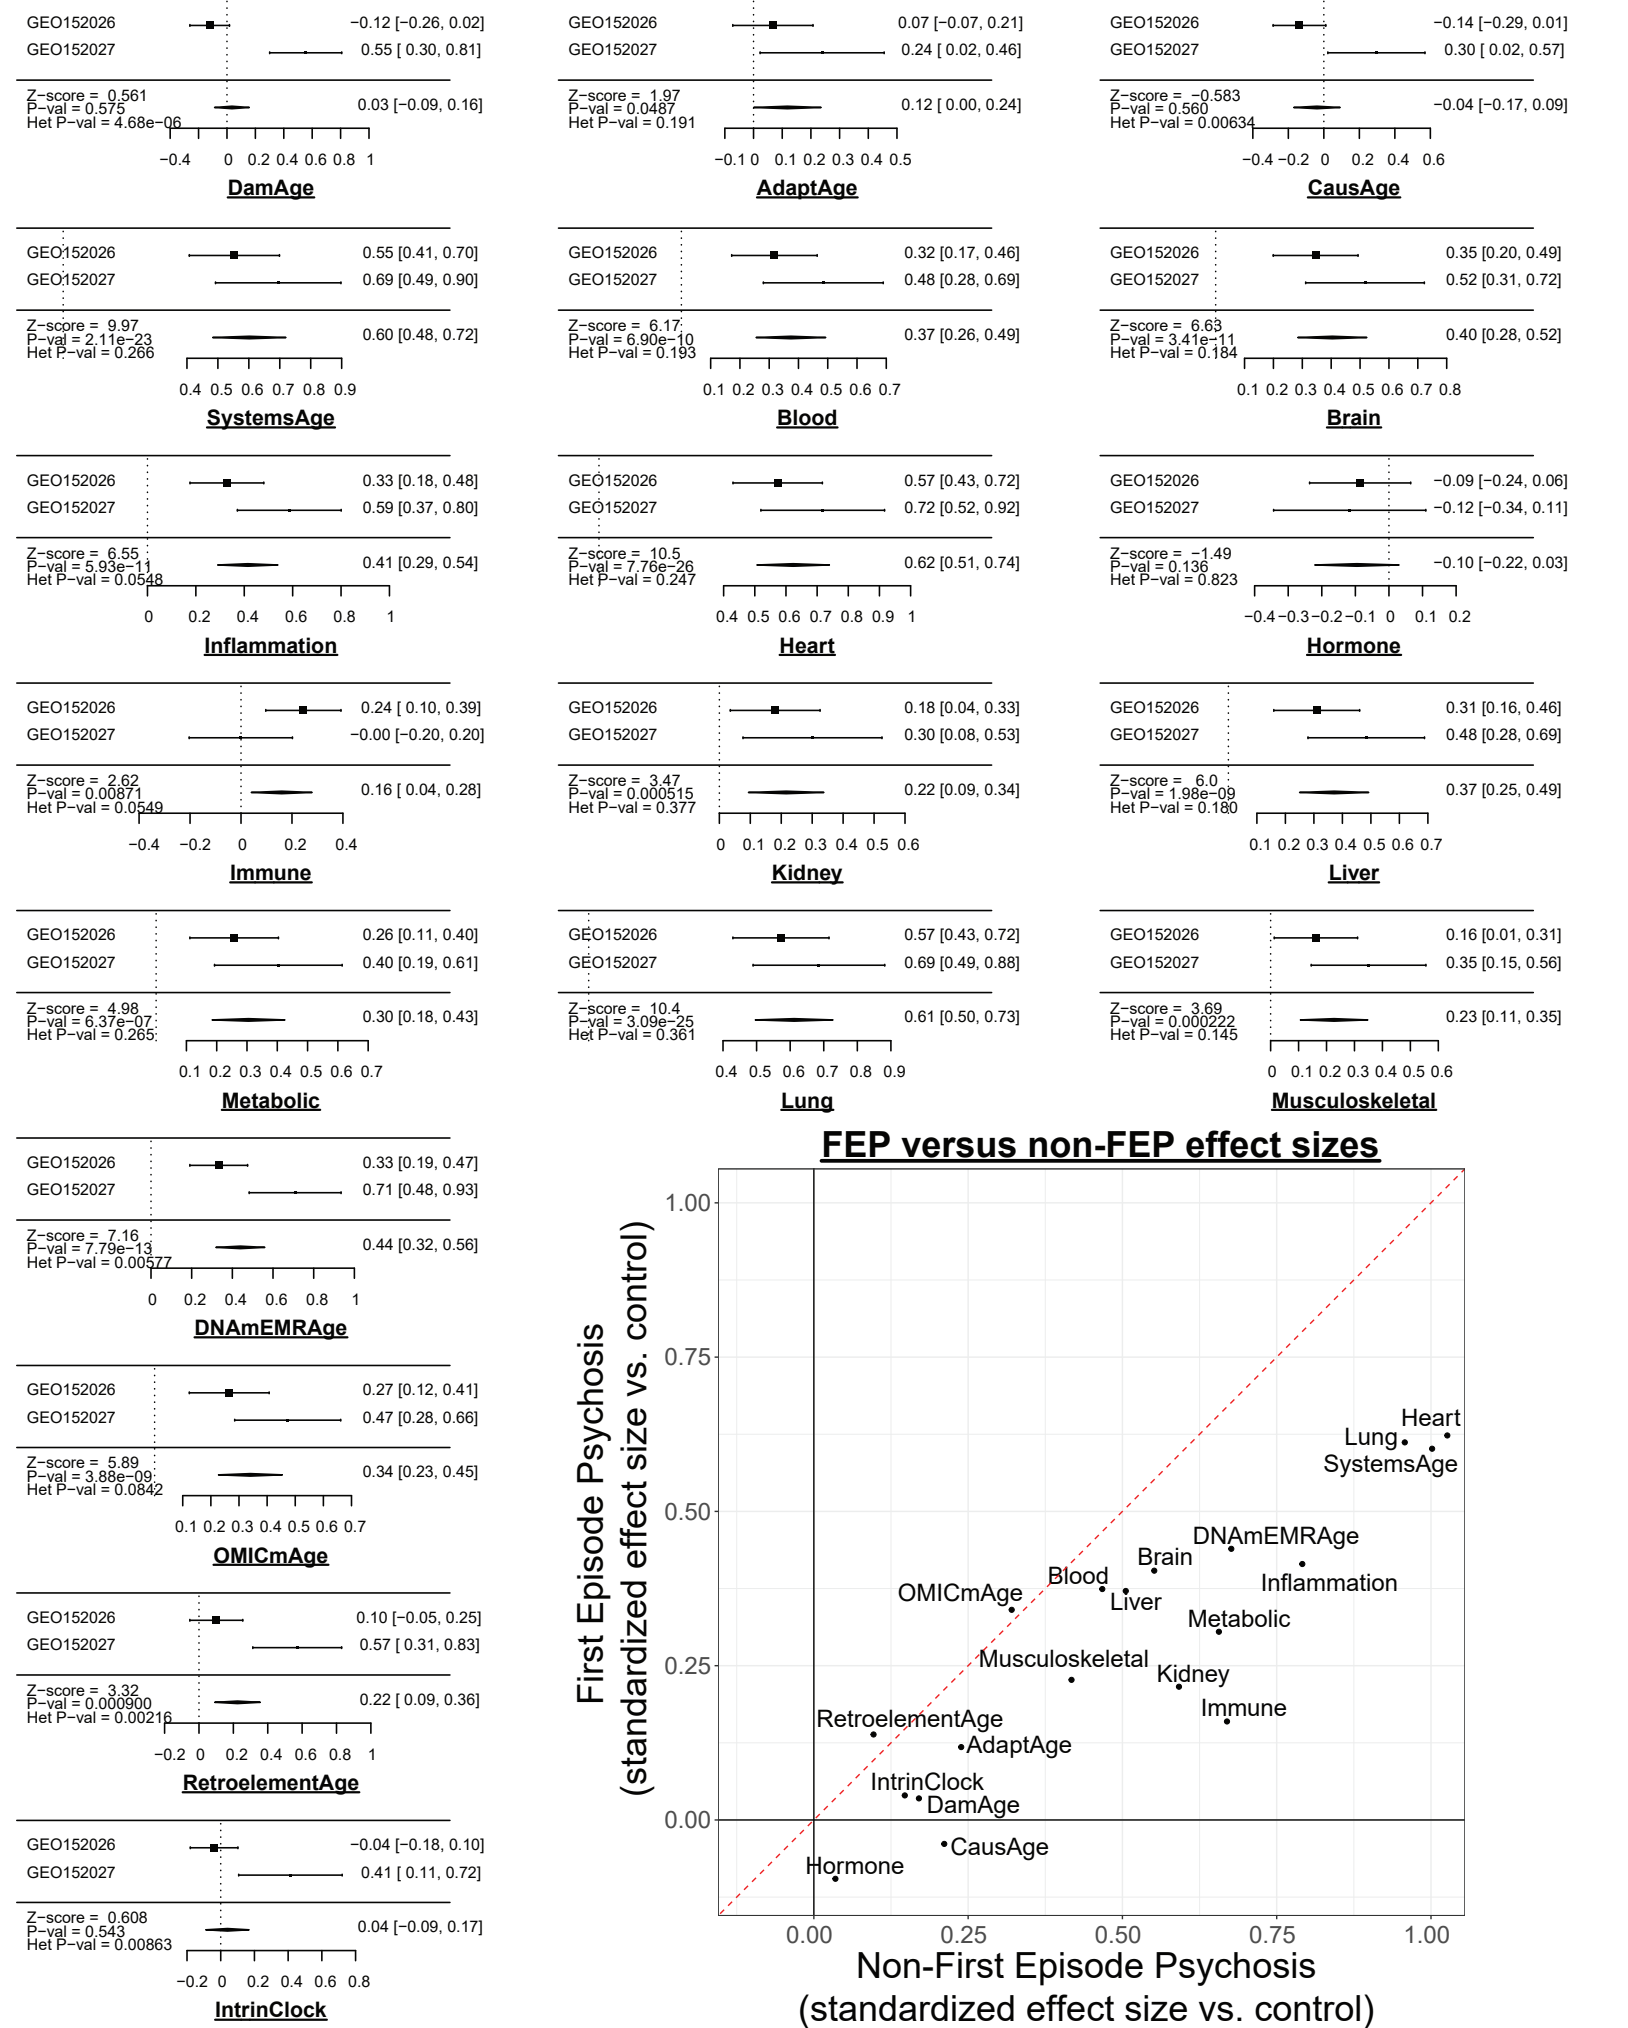 GEO152026 −0.12 [−0.26, 0.02]
GEO152027 0.55 [ 0.30, 0.81]
Z−score = 0.561
P−val = 0.575
Het P−val = 4.68e−06
0.03 [−0.09, 0.16]
−0.4 0 0.2 0.4 0.6 0.8 1
DamAge
GEO152026 0.07 [−0.07, 0.21]
GEO152027 0.24 [ 0.02, 0.46]
Z−score = 1.97
P−val = 0.0487
Het P−val = 0.191
0.12 [ 0.00, 0.24]
−0.1 0 0.1 0.2 0.3 0.4 0.5
AdaptAge
GEO152026 −0.14 [−0.29, 0.01]
GEO152027 0.30 [ 0.02, 0.57]
Z−score = −0.583
P−val = 0.560
Het P−val = 0.00634
−0.04 [−0.17, 0.09]
−0.4 −0.2 0 0.2 0.4 0.6
CausAge
GEO152026 0.55 [0.41, 0.70]
GEO152027 0.69 [0.49, 0.90]
Z−score = 9.97
P−val = 2.11e−23
Het P−val = 0.266
0.60 [0.48, 0.72]
0.4 0.5 0.6 0.7 0.8 0.9
SystemsAge
GEO152026 0.32 [0.17, 0.46]
GEO152027 0.48 [0.28, 0.69]
Z−score = 6.17
P−val = 6.90e−10
Het P−val = 0.193
0.37 [0.26, 0.49]
0.1 0.2 0.3 0.4 0.5 0.6 0.7
Blood
GEO152026 0.35 [0.20, 0.49]
GEO152027 0.52 [0.31, 0.72]
Z−score = 6.63
P−val = 3.41e−11
Het P−val = 0.184
0.40 [0.28, 0.52]
0.1 0.2 0.3 0.4 0.5 0.6 0.7 0.8
Brain
GEO152026 0.33 [0.18, 0.48]
GEO152027 0.59 [0.37, 0.80]
Z−score = 6.55
P−val = 5.93e−11
Het P−val = 0.0548
0.41 [0.29, 0.54]
0 0.2 0.4 0.6 0.8 1
Inflammation
GEO152026 0.57 [0.43, 0.72]
GEO152027 0.72 [0.52, 0.92]
Z−score = 10.5
P−val = 7.76e−26
Het P−val = 0.247
0.62 [0.51, 0.74]
0.4 0.5 0.6 0.7 0.8 0.9 1
Heart
GEO152026 −0.09 [−0.24, 0.06]
GEO152027 −0.12 [−0.34, 0.11]
Z−score = −1.49
P−val = 0.136
Het P−val = 0.823
−0.10 [−0.22, 0.03]
−0.4 −0.3 −0.2 −0.1 0 0.1 0.2
Hormone
GEO152026 0.24 [ 0.10, 0.39]
GEO152027 −0.00 [−0.20, 0.20]
Z−score = 2.62
P−val = 0.00871
Het P−val = 0.0549
0.16 [ 0.04, 0.28]
−0.4 −0.2 0 0.2 0.4
Immune
GEO152026 0.18 [0.04, 0.33]
GEO152027 0.30 [0.08, 0.53]
Z−score = 3.47
P−val = 0.000515
Het P−val = 0.377
0.22 [0.09, 0.34]
0 0.1 0.2 0.3 0.4 0.5 0.6
Kidney
GEO152026 0.31 [0.16, 0.46]
GEO152027 0.48 [0.28, 0.69]
Z−score = 6.0
P−val = 1.98e−09
Het P−val = 0.180
0.37 [0.25, 0.49]
0.1 0.2 0.3 0.4 0.5 0.6 0.7
Liver
GEO152026 0.26 [0.11, 0.40]
GEO152027 0.40 [0.19, 0.61]
Z−score = 4.98
P−val = 6.37e−07
Het P−val = 0.265
0.30 [0.18, 0.43]
0.1 0.2 0.3 0.4 0.5 0.6 0.7
Metabolic
GEO152026 0.57 [0.43, 0.72]
GEO152027 0.69 [0.49, 0.88]
Z−score = 10.4
P−val = 3.09e−25
Het P−val = 0.361
0.61 [0.50, 0.73]
0.4 0.5 0.6 0.7 0.8 0.9
Lung
GEO152026 0.16 [0.01, 0.31]
GEO152027 0.35 [0.15, 0.56]
Z−score = 3.69
P−val = 0.000222
Het P−val = 0.145
0.23 [0.11, 0.35]
0 0.1 0.2 0.3 0.4 0.5 0.6
Musculoskeletal
GEO152026 0.33 [0.19, 0.47]
GEO152027 0.71 [0.48, 0.93]
Z−score = 7.16
P−val = 7.79e−13
Het P−val = 0.00577
0.44 [0.32, 0.56]
0 0.2 0.4 0.6 0.8 1
DNAmEMRAge
GEO152026 0.27 [0.12, 0.41]
GEO152027 0.47 [0.28, 0.66]
Z−score = 5.89
P−val = 3.88e−09
Het P−val = 0.0842
0.34 [0.23, 0.45]
0.1 0.2 0.3 0.4 0.5 0.6 0.7
OMICmAge
GEO152026 0.10 [−0.05, 0.25]
GEO152027 0.57 [ 0.31, 0.83]
Z−score = 3.32
P−val = 0.000900
Het P−val = 0.00216
0.22 [ 0.09, 0.36]
−0.2 0 0.2 0.4 0.6 0.8 1
RetroelementAge
GEO152026 −0.04 [−0.18, 0.10]
GEO152027 0.41 [ 0.11, 0.72]
Z−score = 0.608
P−val = 0.543
Het P−val = 0.00863
0.04 [−0.09, 0.17]
−0.2 0 0.2 0.4 0.6 0.8
IntrinClock
FEP versus non-FEP effect sizes
First Episode Psychosis
(standardized effect size vs. control)
1.00
0.75
0.50
0.25
0.00
Heart
Lung
SystemsAge
DNAmEMRAge
Brain
Blood
Inflammation
OMICmAge
Liver
Metabolic
Musculoskeletal
Kidney
Immune
RetroelementAge
AdaptAge
IntrinClock
DamAge
CausAge
Hormone
0.00 0.25 0.50 0.75 1.00
Non-First Episode Psychosis
(standardized effect size vs. control)